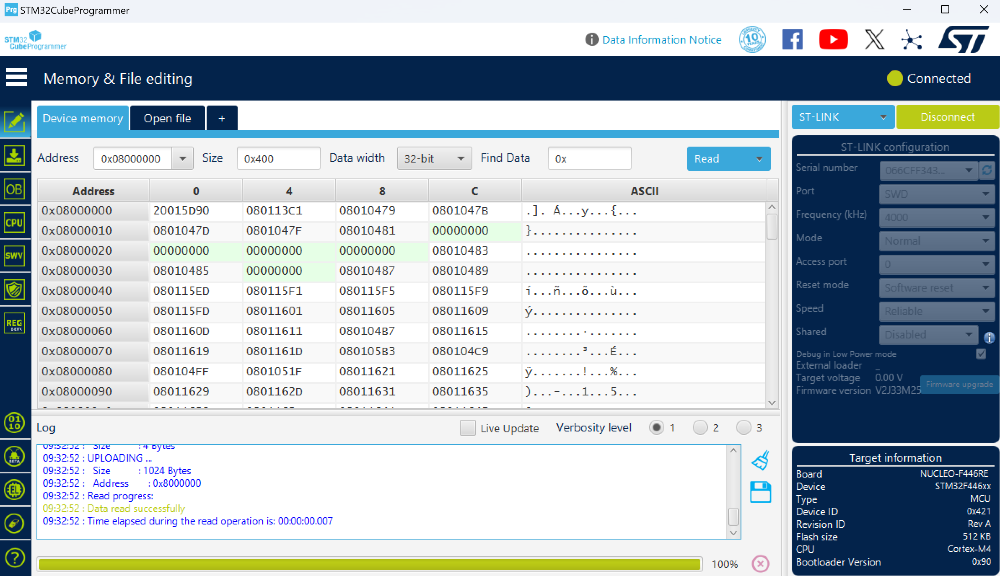 Prg STM32CubeProgrammer
STM32
CubeProgrammer
Data Information Notice
LONGEVITY 10 YEARS COMMITMENT
Memory & File editing
Connected
Device memory Open file +
ST-LINK Disconnect
Address 0x08000000 Size 0x400 Data width 32-bit Find Data 0x Read
Address 0 4 8 C ASCII
0x08000000 20015D90 080113C1 08010479 0801047B .]. Á...y...{...
0x08000010 0801047D 0801047F 08010481 00000000 }...............
0x08000020 00000000 00000000 00000000 08010483 ................
0x08000030 08010485 00000000 08010487 08010489 ................
0x08000040 080115ED 080115F1 080115F5 080115F9 í...ñ...õ...ù...
0x08000050 080115FD 08011601 08011605 08011609 ý...............
0x08000060 0801160D 08011611 080104B7 08011615 ........·.......
0x08000070 08011619 0801161D 080105B3 080104C9 ........³...É...
0x08000080 080104FF 0801051F 08011621 08011625 ÿ.......!...%...
0x08000090 08011629 0801162D 08011631 08011635 )...-...1...5...
OB
CPU
SWV
REG
BETA
01
10
BETA
EL
?
Log Live Update Verbosity level 1 2 3
09:32:52 : Size : 4 Bytes
09:32:52 : UPLOADING ...
09:32:52 : Size : 1024 Bytes
09:32:52 : Address : 0x8000000
09:32:52 : Read progress:
09:32:52 : Data read successfully
09:32:52 : Time elapsed during the read operation is: 00:00:00.007
100%
ST-LINK configuration
Serial number 066CFF343...
Port SWD
Frequency (kHz) 4000
Mode Normal
Access port 0
Reset mode Software reset
Speed Reliable
Shared Disabled
Debug in Low Power mode
External loader _
Target voltage 0.00 V
Firmware version V2J33M25 Firmware upgrade
Target information
Board NUCLEO-F446RE
Device STM32F446xx
Type MCU
Device ID 0x421
Revision ID Rev A
Flash size 512 KB
CPU Cortex-M4
Bootloader Version 0x90